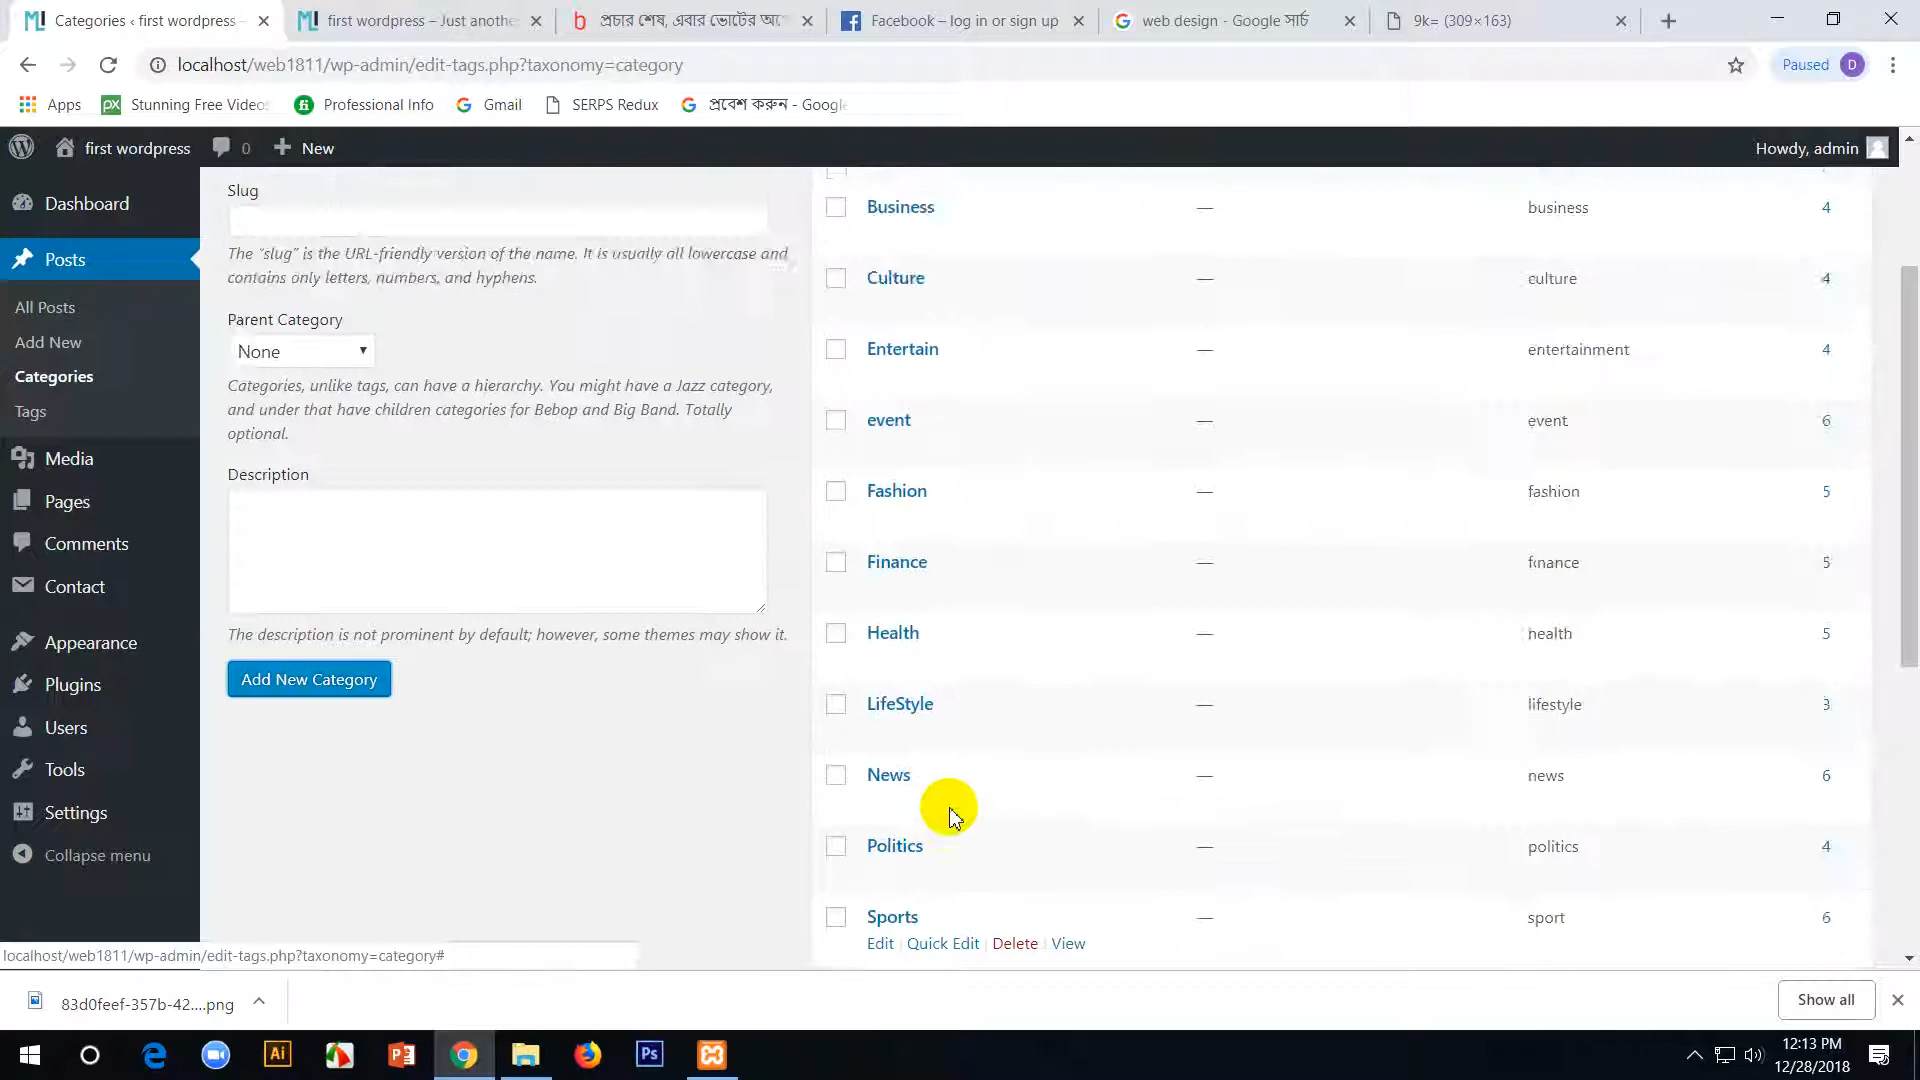 Categories ‹ first wordpress –
first wordpress – Just anothe
প্রচার শেষ, এবার ভোটের অপে
Facebook – log in or sign up
web design - Google সার্চ
9k= (309×163)
localhost/web1811/wp-admin/edit-tags.php?taxonomy=category
Paused D
Apps
Stunning Free Videos
Professional Info
Gmail
SERPS Redux
প্রবেশ করুন - Google
first wordpress
0
New
Howdy, admin
Dashboard
Posts
All Posts
Add New
Categories
Tags
Media
Pages
Comments
Contact
Appearance
Plugins
Users
Tools
Settings
Collapse menu
Slug
The “slug” is the URL-friendly version of the name. It is usually all lowercase and
contains only letters, numbers, and hyphens.
Parent Category
None
Categories, unlike tags, can have a hierarchy. You might have a Jazz category,
and under that have children categories for Bebop and Big Band. Totally
optional.
Description
The description is not prominent by default; however, some themes may show it.
Add New Category
Business — business 4
Culture — culture 4
Entertain — entertainment 4
event — event 6
Fashion — fashion 5
Finance — finance 5
Health — health 5
LifeStyle — lifestyle 3
News — news 6
Politics — politics 4
Sports — sport 6
Edit | Quick Edit | Delete | View
localhost/web1811/wp-admin/edit-tags.php?taxonomy=category#
83d0feef-357b-42....png
Show all
Ai
Ps
12:13 PM
12/28/2018